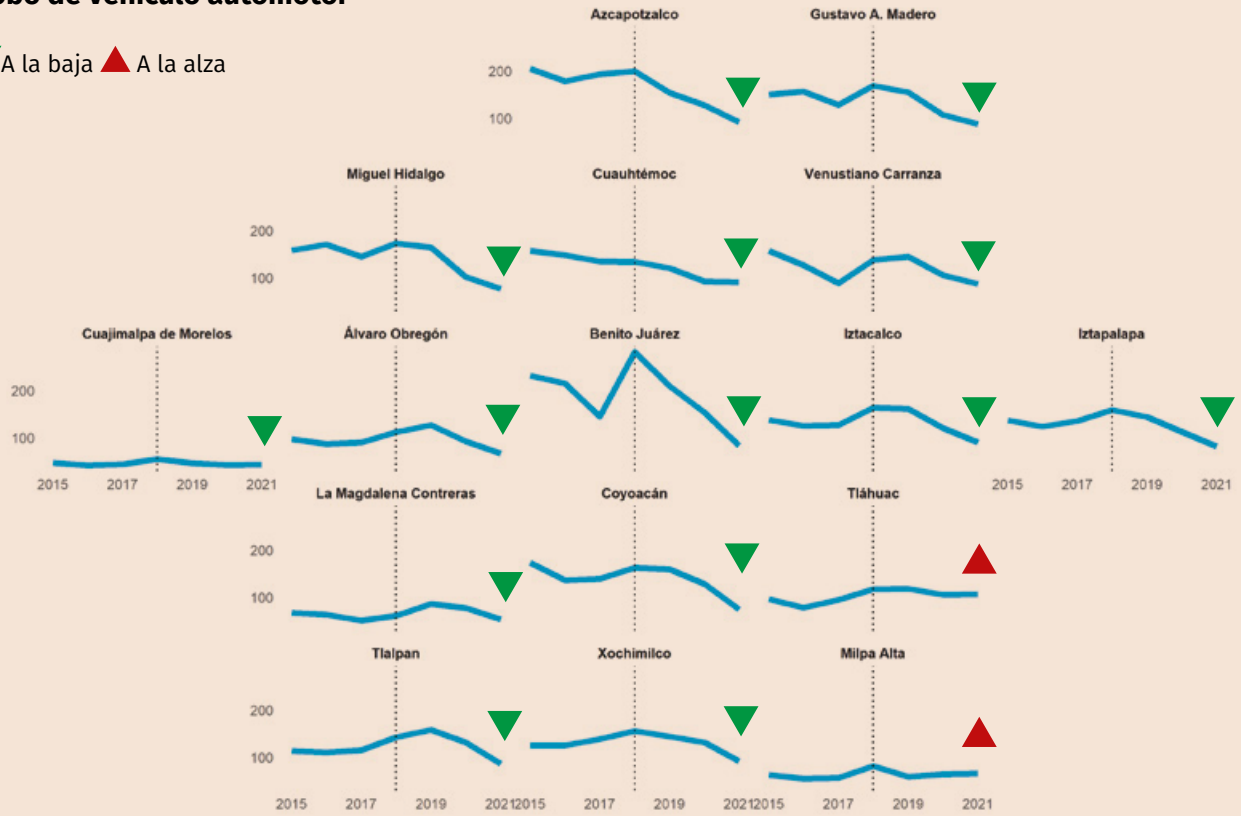 de vehículo automotor
A la baja A la alza
Azcapotzalco Gustavo A. Madero
200
100
Miguel Hidalgo Cuauhtémoc Venustiano Carranza
200
100
Cuajimalpa de Morelos Álvaro Obregón Benito Juárez Iztacalco Iztapalapa
200
100
2015 2017 2019 2021 2015 2017 2019 2021
La Magdalena Contreras Coyoacán Tláhuac
200
100
Tlalpan Xochimilco Milpa Alta
200
100
2015 2017 2019 2021 2015 2017 2019 2021 2015 2017 2019 2021